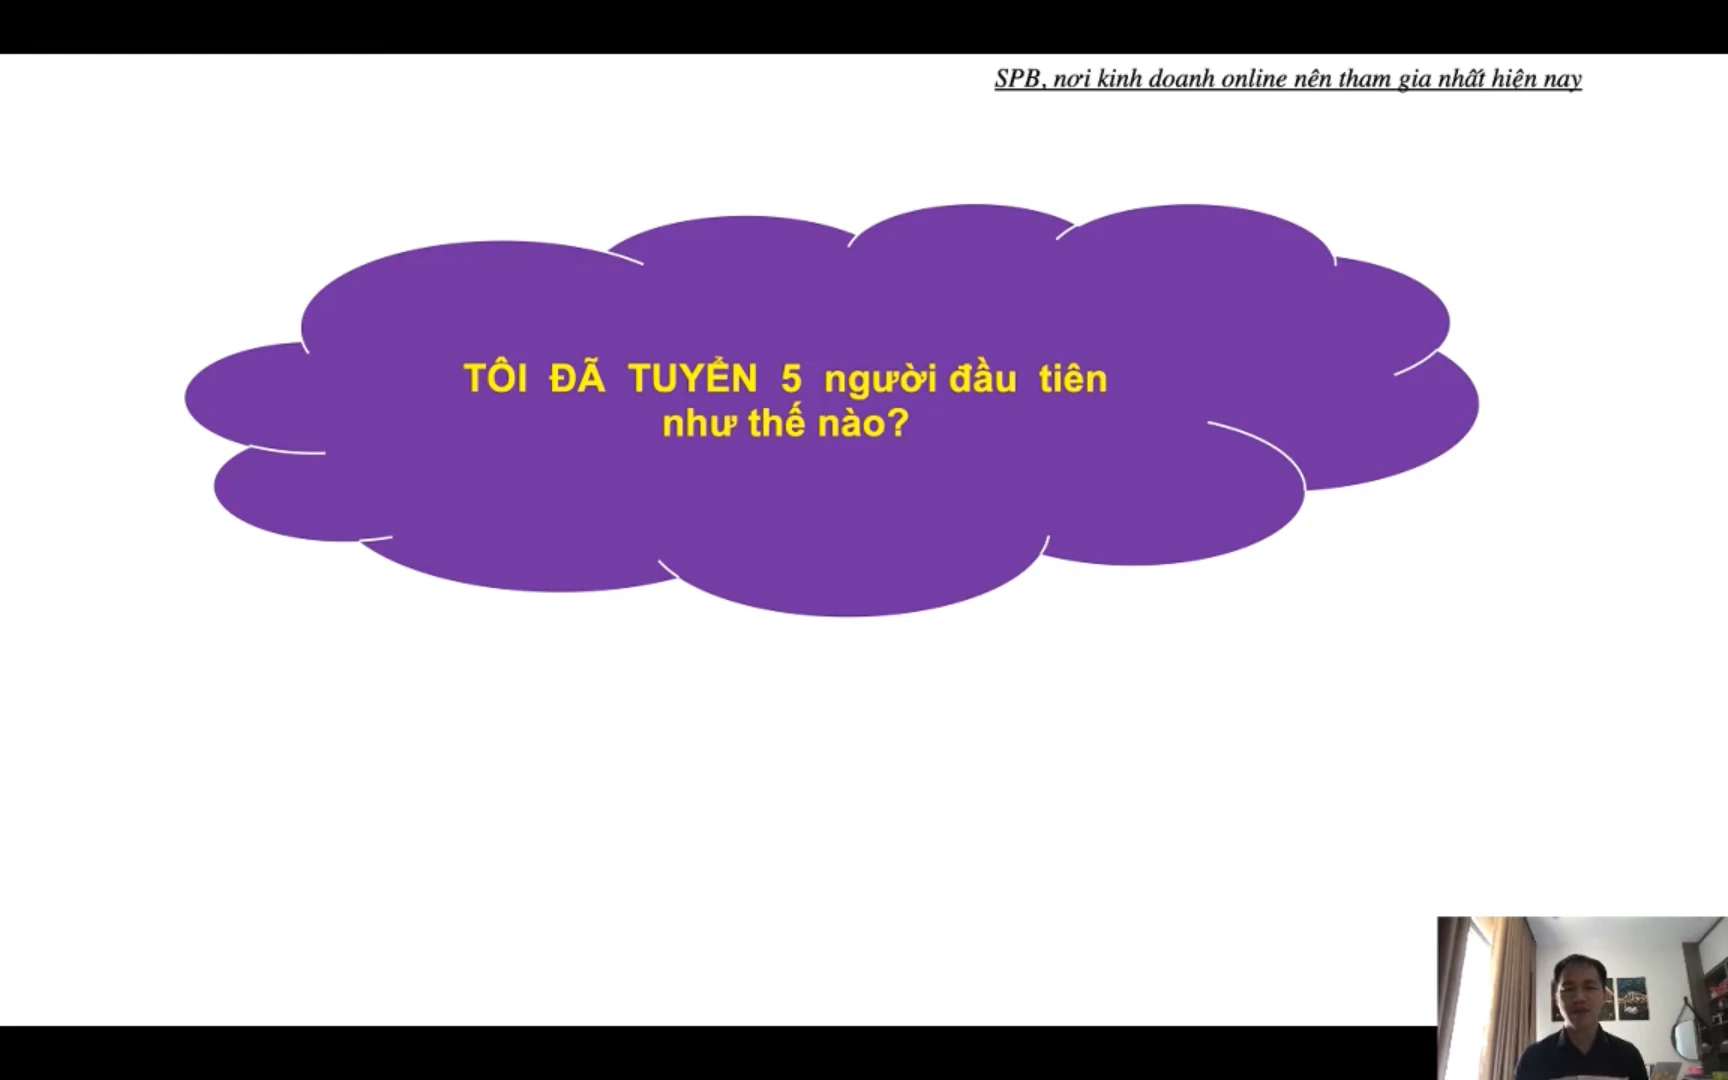 SPB, nơi kinh doanh online nên tham gia nhất hiện nay
TÔI ĐÃ TUYỂN 5 người đầu tiên
như thế nào?